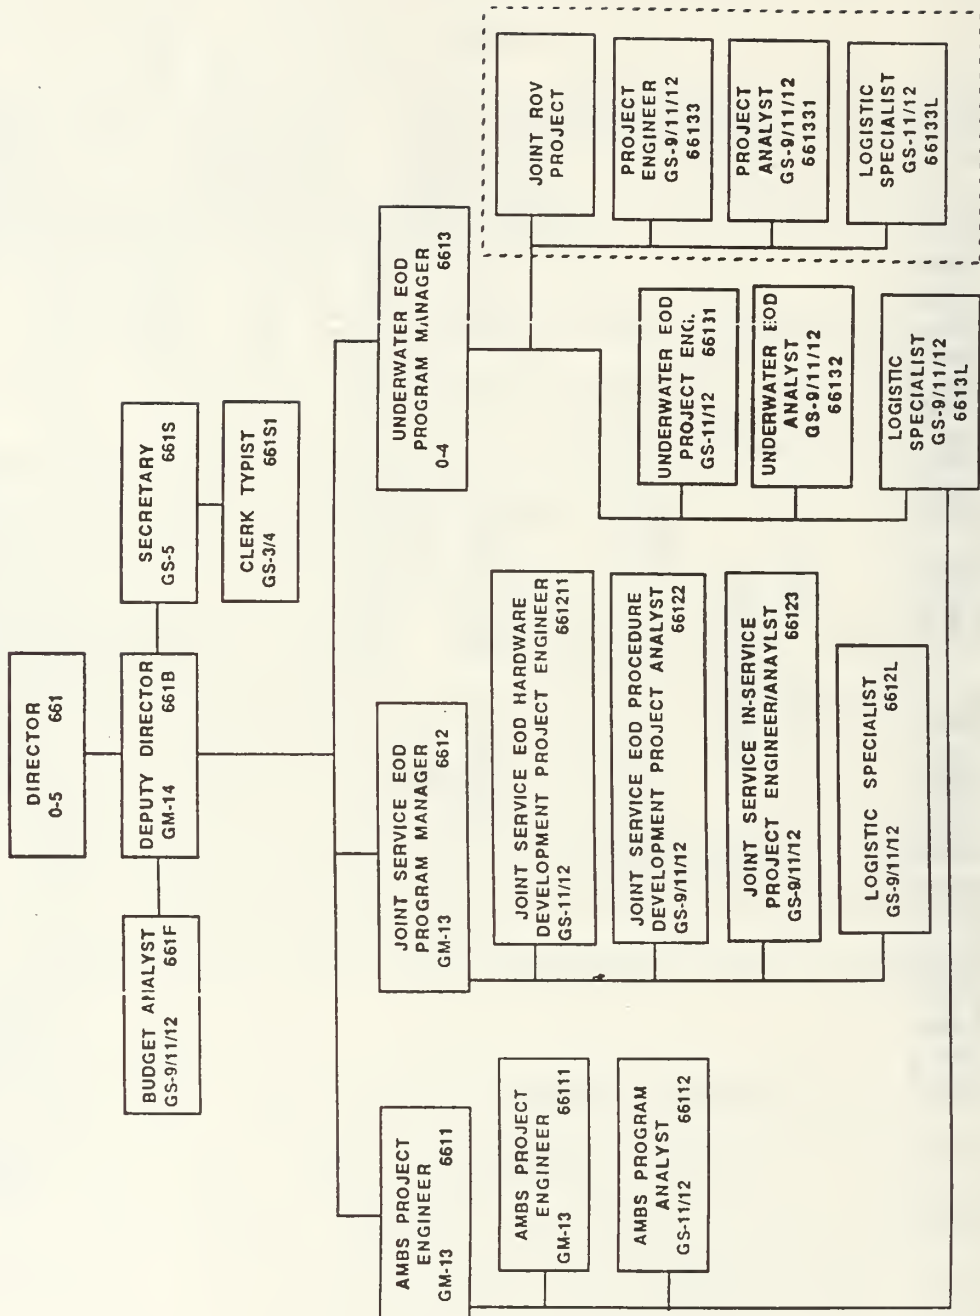 DIRECTOR
0-5 661
BUDGET ANALYST
GS-9/11/12 661F
DEPUTY DIRECTOR
GM-14 661B
SECRETARY
GS-5 661S
CLERK TYPIST
GS-3/4 661S1
AMBS PROJECT
ENGINEER
GM-13 6611
JOINT SERVICE EOD
PROGRAM MANAGER
GM-13 6612
UNDERWATER EOD
PROGRAM MANAGER
0-4 6613
AMBS PROJECT
ENGINEER
GM-13 66111
AMBS PROGRAM
ANALYST
GS-11/12 66112
JOINT SERVICE EOD HARDWARE
DEVELOPMENT PROJECT ENGINEER
GS-11/12 661211
JOINT SERVICE EOD PROCEDURE
DEVELOPMENT PROJECT ANALYST
GS-9/11/12 66122
JOINT SERVICE IN-SERVICE
PROJECT ENGINEER/ANAYLST
GS-9/11/12 66123
LOGISTIC SPECIALIST
GS-9/11/12 6612L
UNDERWATER EOD
PROJECT ENG.
GS-11/12 66131
UNDERWATER EOD
ANALYST
GS-9/11/12
66132
LOGISTIC
SPECIALIST
GS-9/11/12
6613L
JOINT ROV
PROJECT
PROJECT
ENGINEER
GS-9/11/12
66133
PROJECT
ANALYST
GS-9/11/12
661331
LOGISTIC
SPECIALIST
GS-11/12
66133L